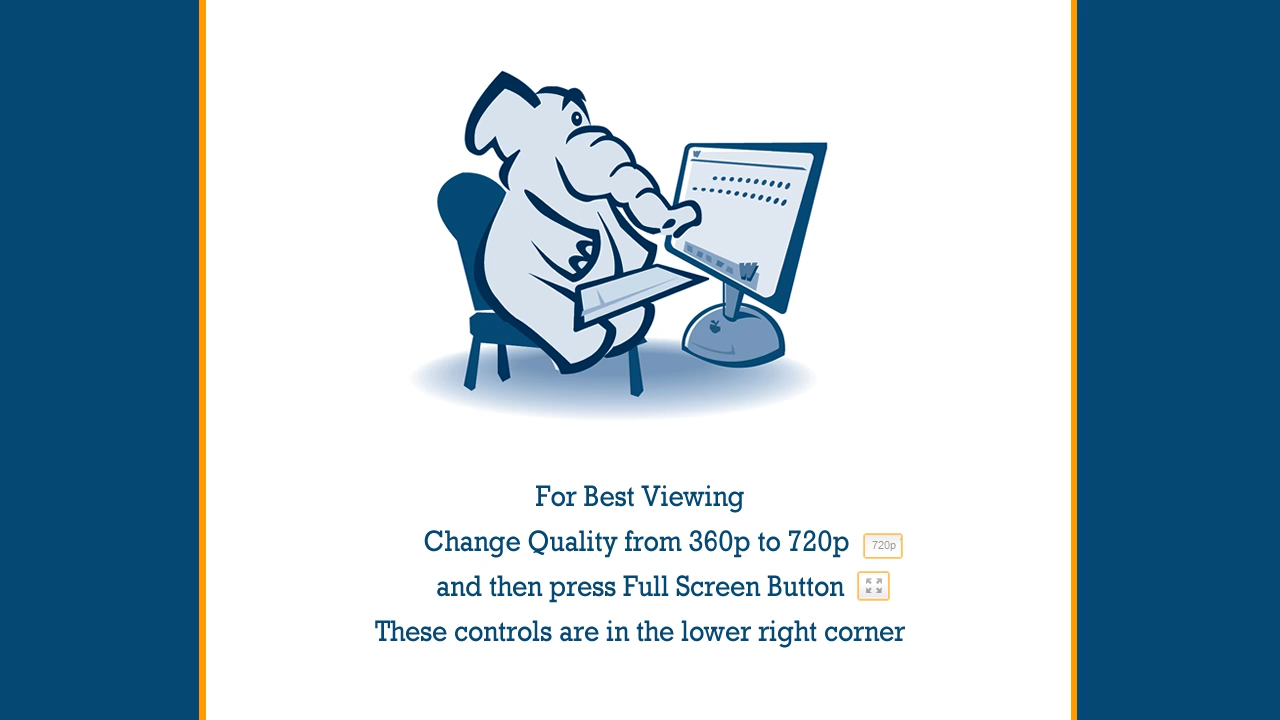 W
W
For Best Viewing
Change Quality from 360p to 720p 720p
and then press Full Screen Button
These controls are in the lower right corner